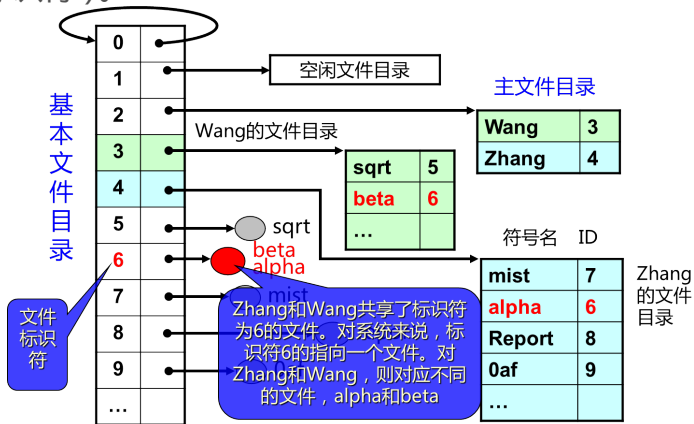 基本文件目录
0
1
2
3
4
5
6
7
8
9
…
空闲文件目录
主文件目录
Wang 3
Zhang 4
Wang的文件目录
sqrt 5
beta 6
…
sqrt
beta
alpha
mist
符号名 ID
mist 7
alpha 6
Report 8
0af 9
…
Zhang
的文件
目录
文件
标识
符
Zhang和Wang共享了标识符
为6的文件。对系统来说，标
识符6的指向一个文件。对
Zhang和Wang，则对应不同
的文件，alpha和beta